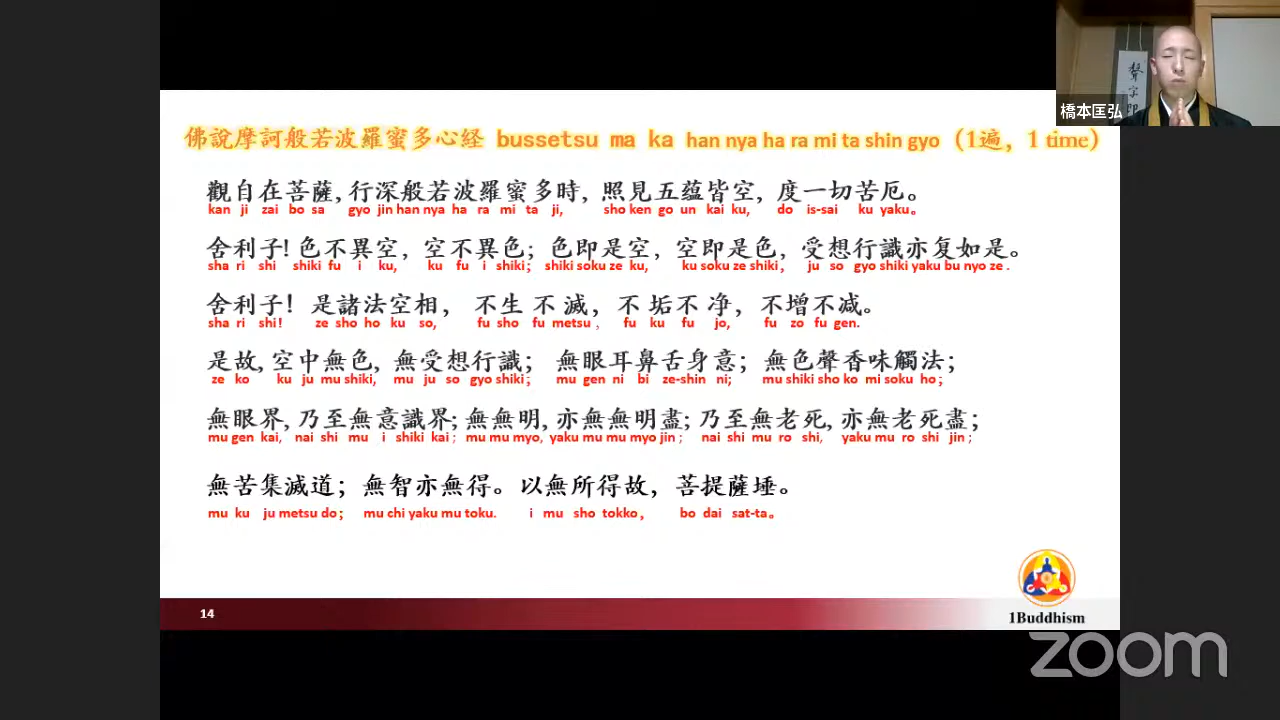 佛說摩訶般若波羅蜜多心経 bussetsu ma ka han nya ha ra mi ta shin gyo（1遍，1 time）
觀自在菩薩, 行深般若波羅蜜多時, 照見五蘊皆空, 度一切苦厄。
kan ji zai bo sa gyo jin han nya ha ra mi ta ji, sho ken go un kai ku, do is-sai ku yaku。
舍利子! 色不異空, 空不異色; 色即是空, 空即是色, 受想行識亦复如是。
sha ri shi shiki fu i ku, ku fu i shiki; shiki soku ze ku, ku soku ze shiki, ju so gyo shiki yaku bu nyo ze .
舍利子! 是諸法空相, 不生不滅, 不垢不净, 不增不减。
sha ri shi! ze sho ho ku so, fu sho fu metsu , fu ku fu jo, fu zo fu gen.
是故, 空中無色, 無受想行識; 無眼耳鼻舌身意; 無色聲香味觸法;
ze ko ku ju mu shiki, mu ju so gyo shiki; mu gen ni bi ze-shin ni; mu shiki sho ko mi soku ho;
無眼界, 乃至無意識界; 無無明, 亦無無明盡; 乃至無老死, 亦無老死盡;
mu gen kai, nai shi mu i shiki kai ; mu mu myo, yaku mu mu myo jin ; nai shi mu ro shi, yaku mu ro shi jin ;
無苦集滅道; 無智亦無得。以無所得故, 菩提薩埵。
mu ku ju metsu do; mu chi yaku mu toku. i mu sho tokko, bo dai sat-ta。
14
1Buddhism
zoom
橋本匡弘